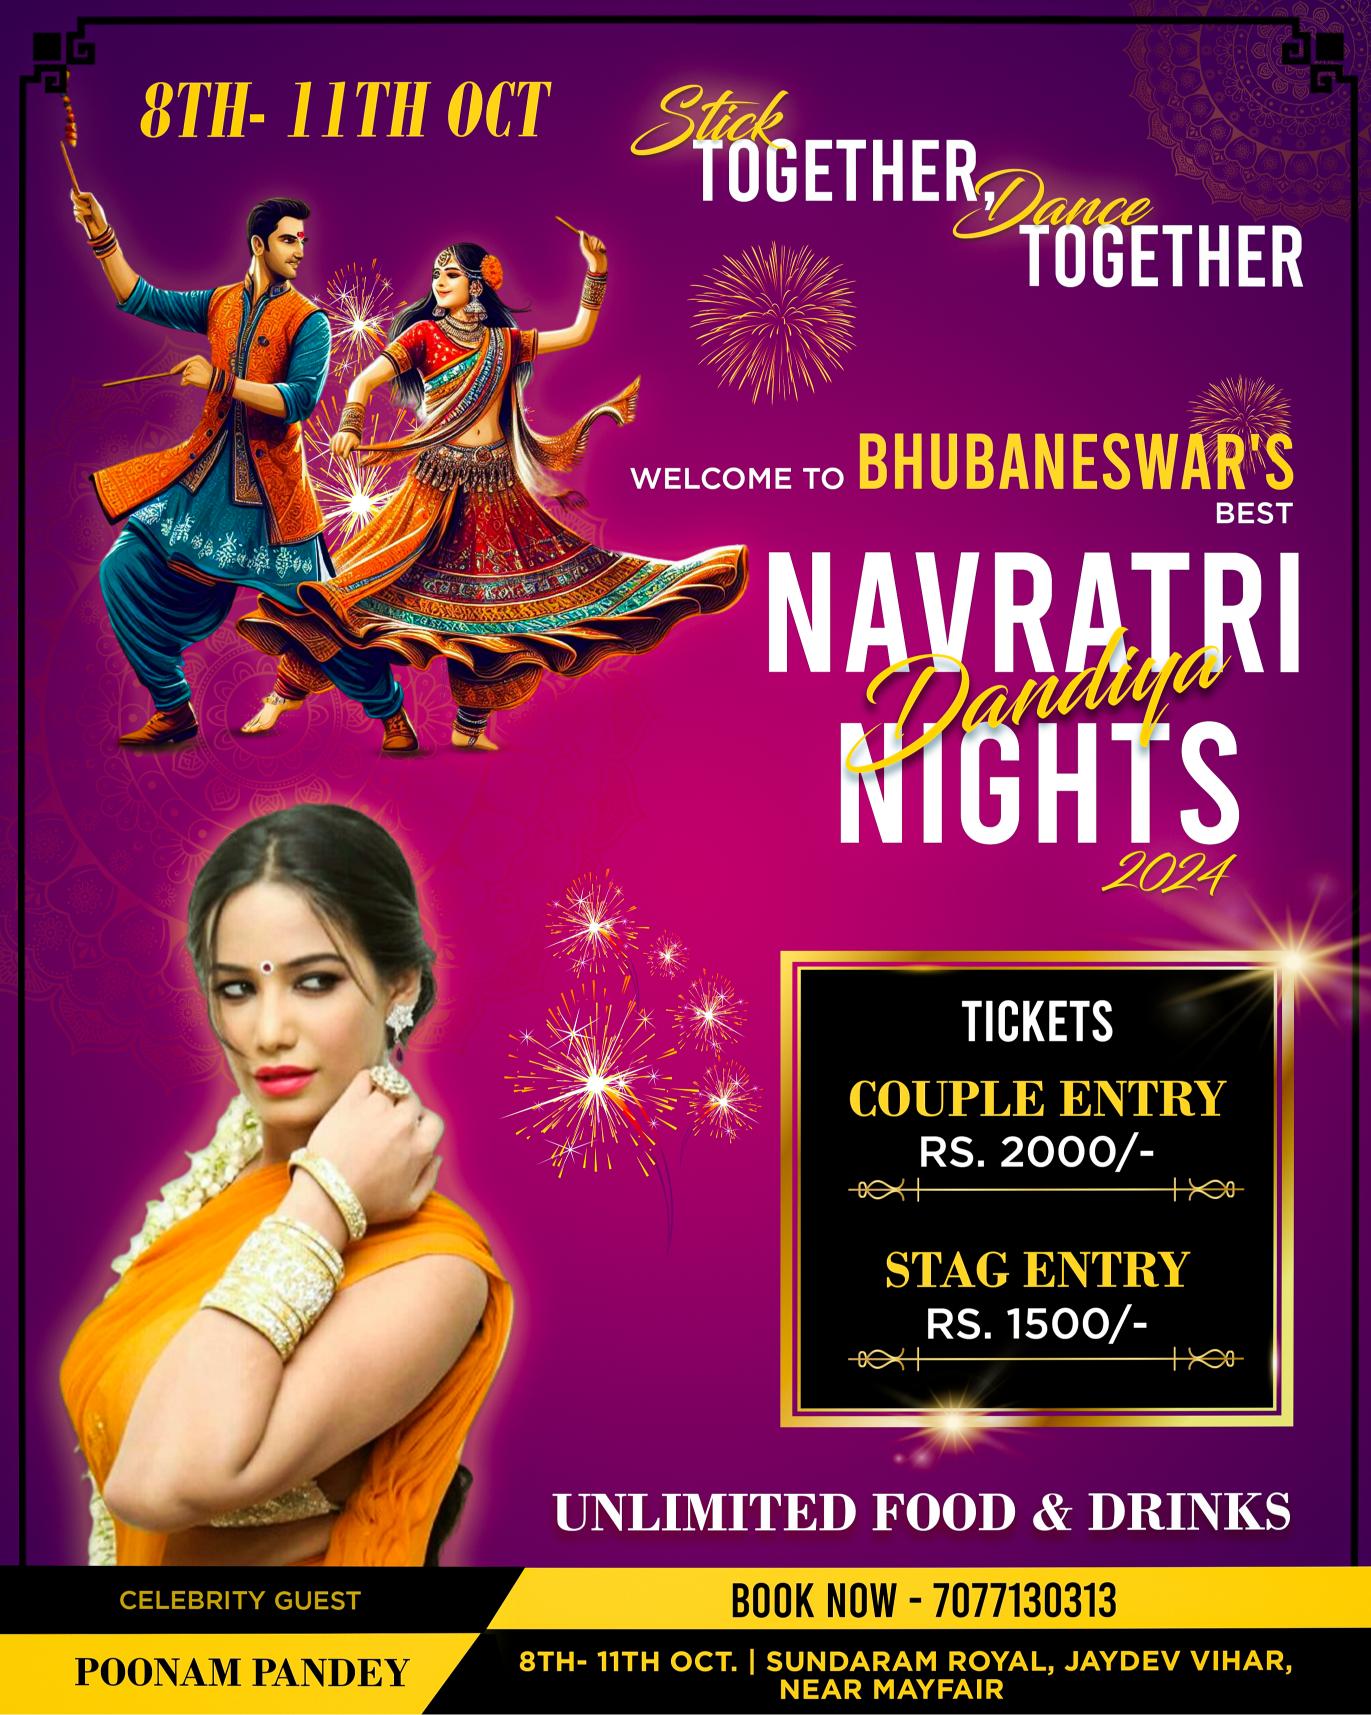 8TH- 11TH OCT
Stick
TOGETHER,
Dance
TOGETHER
WELCOME TO BHUBANESWAR'S
BEST
NAVRATRI
Dandiya
NIGHTS
2024
TICKETS
COUPLE ENTRY
RS. 2000/-
STAG ENTRY
RS. 1500/-
UNLIMITED FOOD & DRINKS
CELEBRITY GUEST
POONAM PANDEY
BOOK NOW - 7077130313
8TH- 11TH OCT. | SUNDARAM ROYAL, JAYDEV VIHAR,
NEAR MAYFAIR